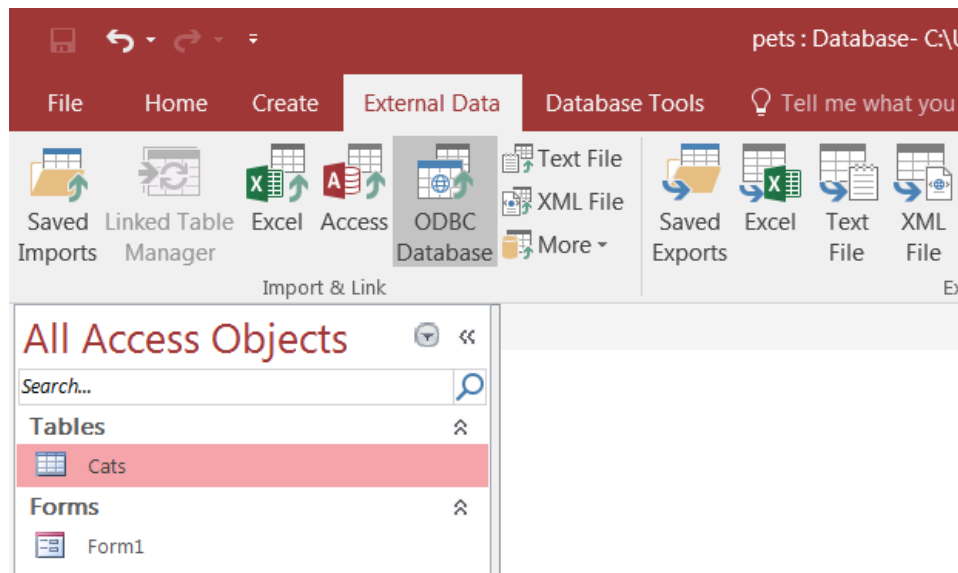 pets : Database- C:\U
File Home Create External Data Database Tools Tell me what you
Saved Imports
Linked Table Manager
Excel
Access
ODBC Database
Text File
XML File
More
Saved Exports
Excel
Text File
XML File
Import & Link
Ex
All Access Objects
Search...
Tables
Cats
Forms
Form1